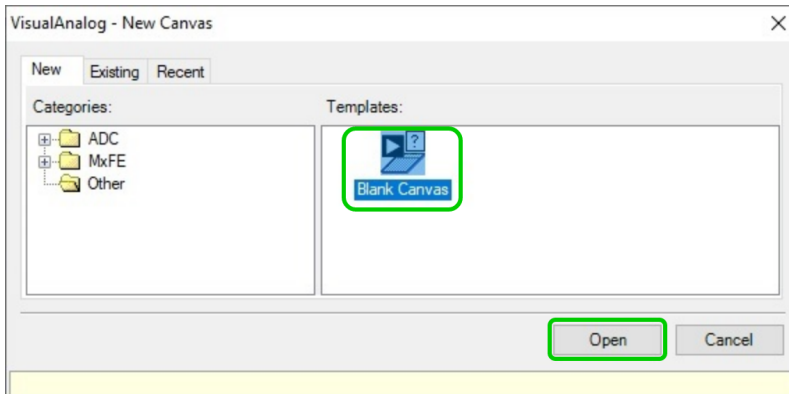 VisualAnalog - New Canvas
New Existing Recent
Categories:
Templates:
ADC
MxFE
Other
?
Blank Canvas
Open Cancel